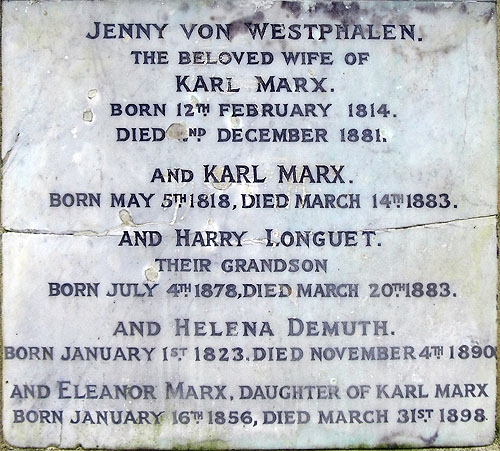 JENNY VON WESTPHALEN.
THE BELOVED WIFE OF
KARL MARX.
BORN 12TH FEBRUARY 1814.
DIED ND DECEMBER 1881.
AND KARL MARX.
BORN MAY 5TH 1818, DIED MARCH 14TH 1883.
AND HARRY LONGUET.
THEIR GRANDSON
BORN JULY 4TH 1878, DIED MARCH 20TH 1883.
AND HELENA DEMUTH.
BORN JANUARY 1ST 1823. DIED NOVEMBER 4TH 1890
AND ELEANOR MARX, DAUGHTER OF KARL MARX
BORN JANUARY 16TH 1856, DIED MARCH 31ST 1898